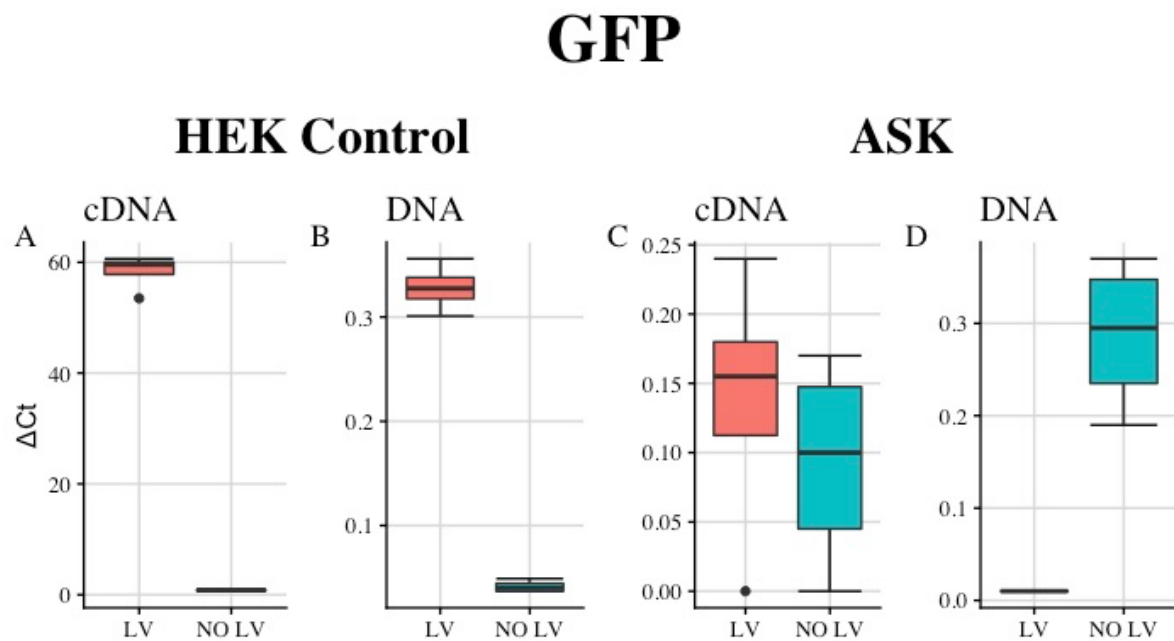 GFP
HEK Control
ASK
cDNA
DNA
cDNA
DNA
A
B
C
D
ΔCt
60
40
20
0
LV
NO LV
0.3
0.2
0.1
LV
NO LV
0.25
0.20
0.15
0.10
0.05
0.00
LV
NO LV
0.3
0.2
0.1
0.0
LV
NO LV